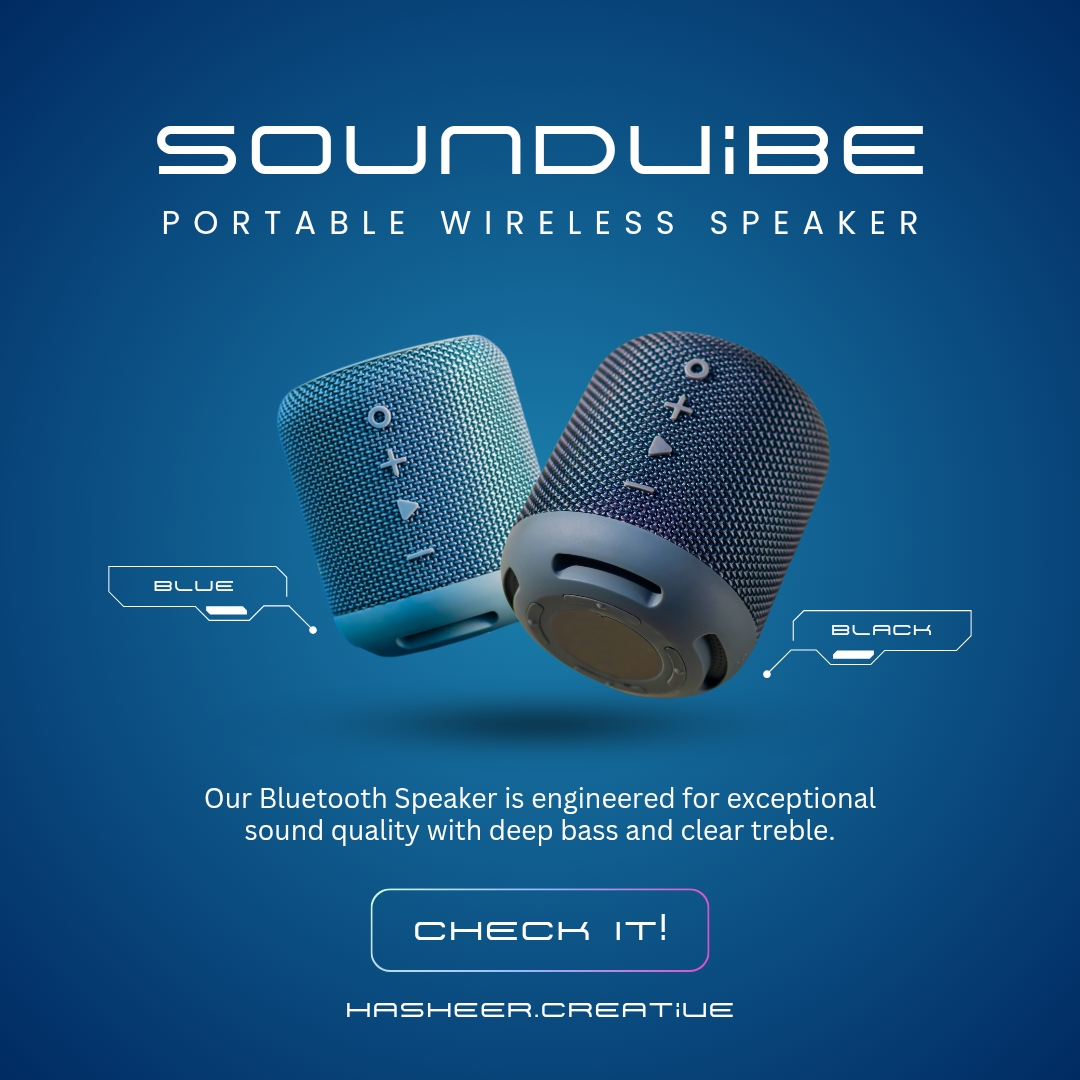 SOUNDVIBE
PORTABLE WIRELESS SPEAKER
BLUE
BLACK
Our Bluetooth Speaker is engineered for exceptional
sound quality with deep bass and clear treble.
CHECK IT!
HASHEER.CREATIVE